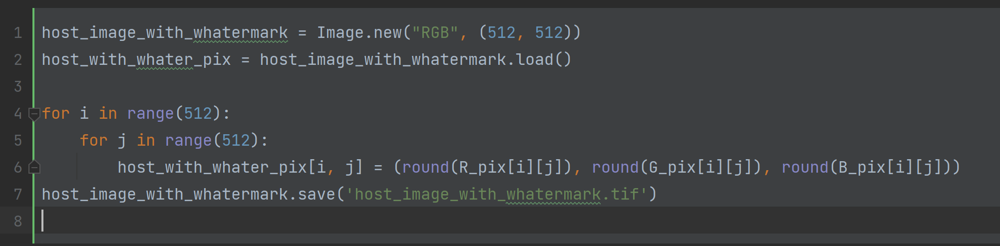 1 host_image_with_whatermark = Image.new("RGB", (512, 512))
2 host_with_whater_pix = host_image_with_whatermark.load()
3
4 for i in range(512):
5     for j in range(512):
6         host_with_whater_pix[i, j] = (round(R_pix[i][j]), round(G_pix[i][j]), round(B_pix[i][j]))
7 host_image_with_whatermark.save('host_image_with_whatermark.tif')
8